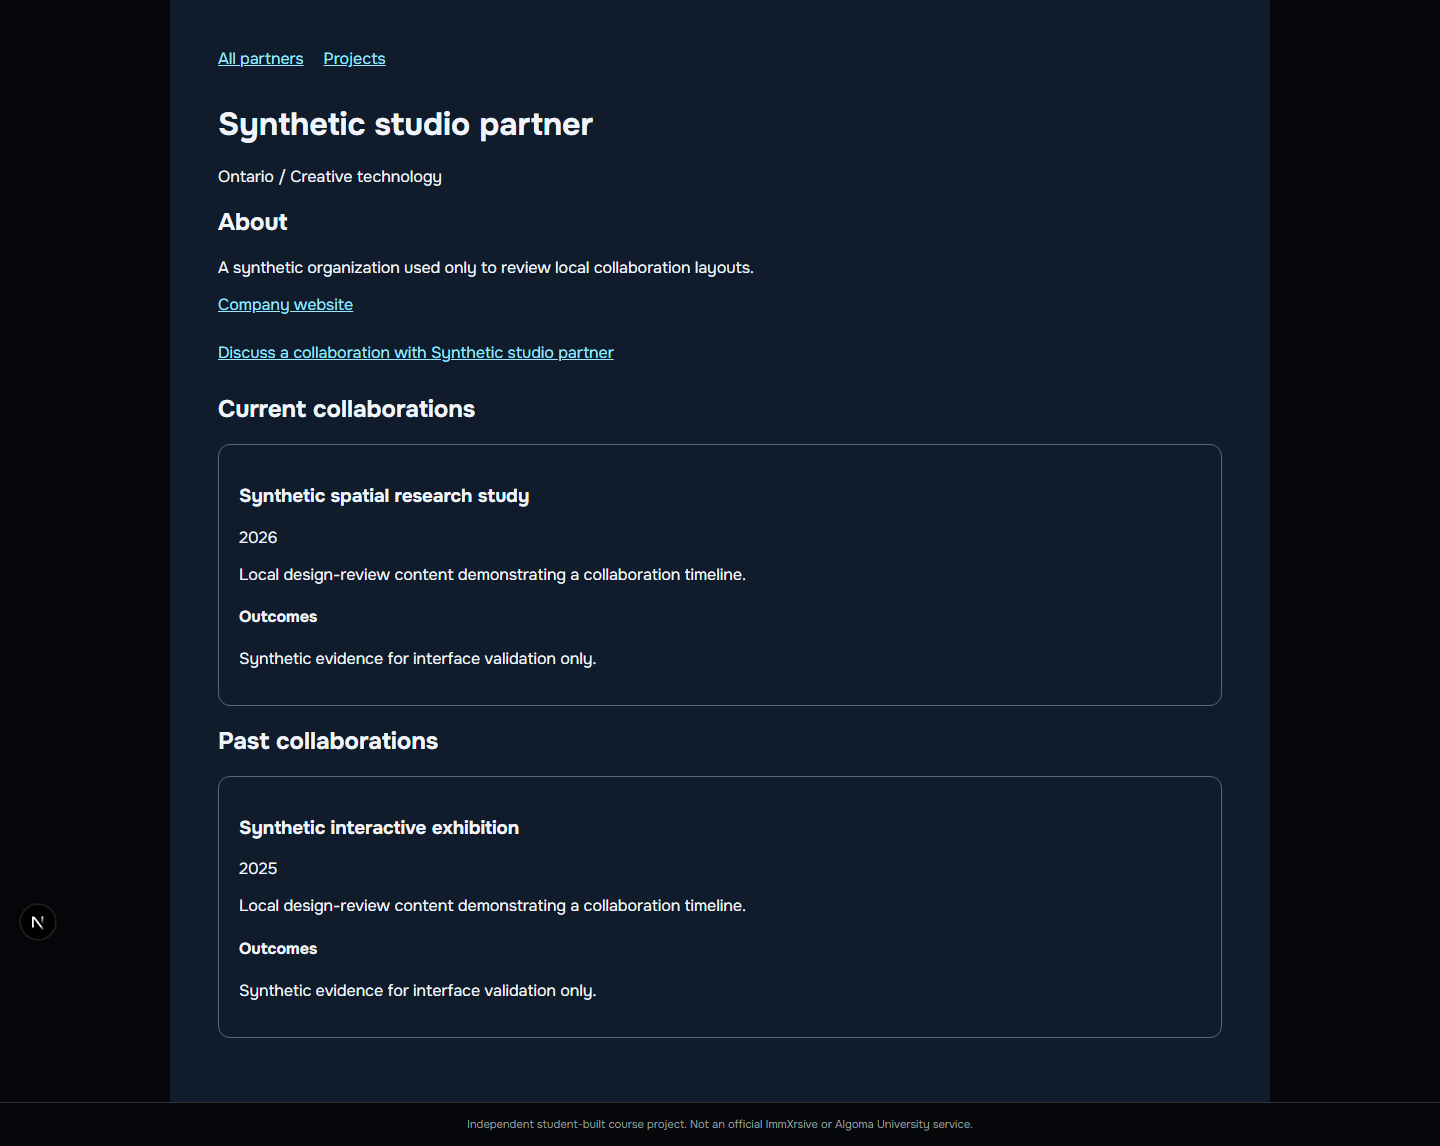 All partners Projects
Synthetic studio partner
Ontario / Creative technology
About
A synthetic organization used only to review local collaboration layouts.
Company website
Discuss a collaboration with Synthetic studio partner
Current collaborations
Synthetic spatial research study
2026
Local design-review content demonstrating a collaboration timeline.
Outcomes
Synthetic evidence for interface validation only.
Past collaborations
Synthetic interactive exhibition
2025
Local design-review content demonstrating a collaboration timeline.
Outcomes
Synthetic evidence for interface validation only.
N
Independent student-built course project. Not an official ImmXrsive or Algoma University service.